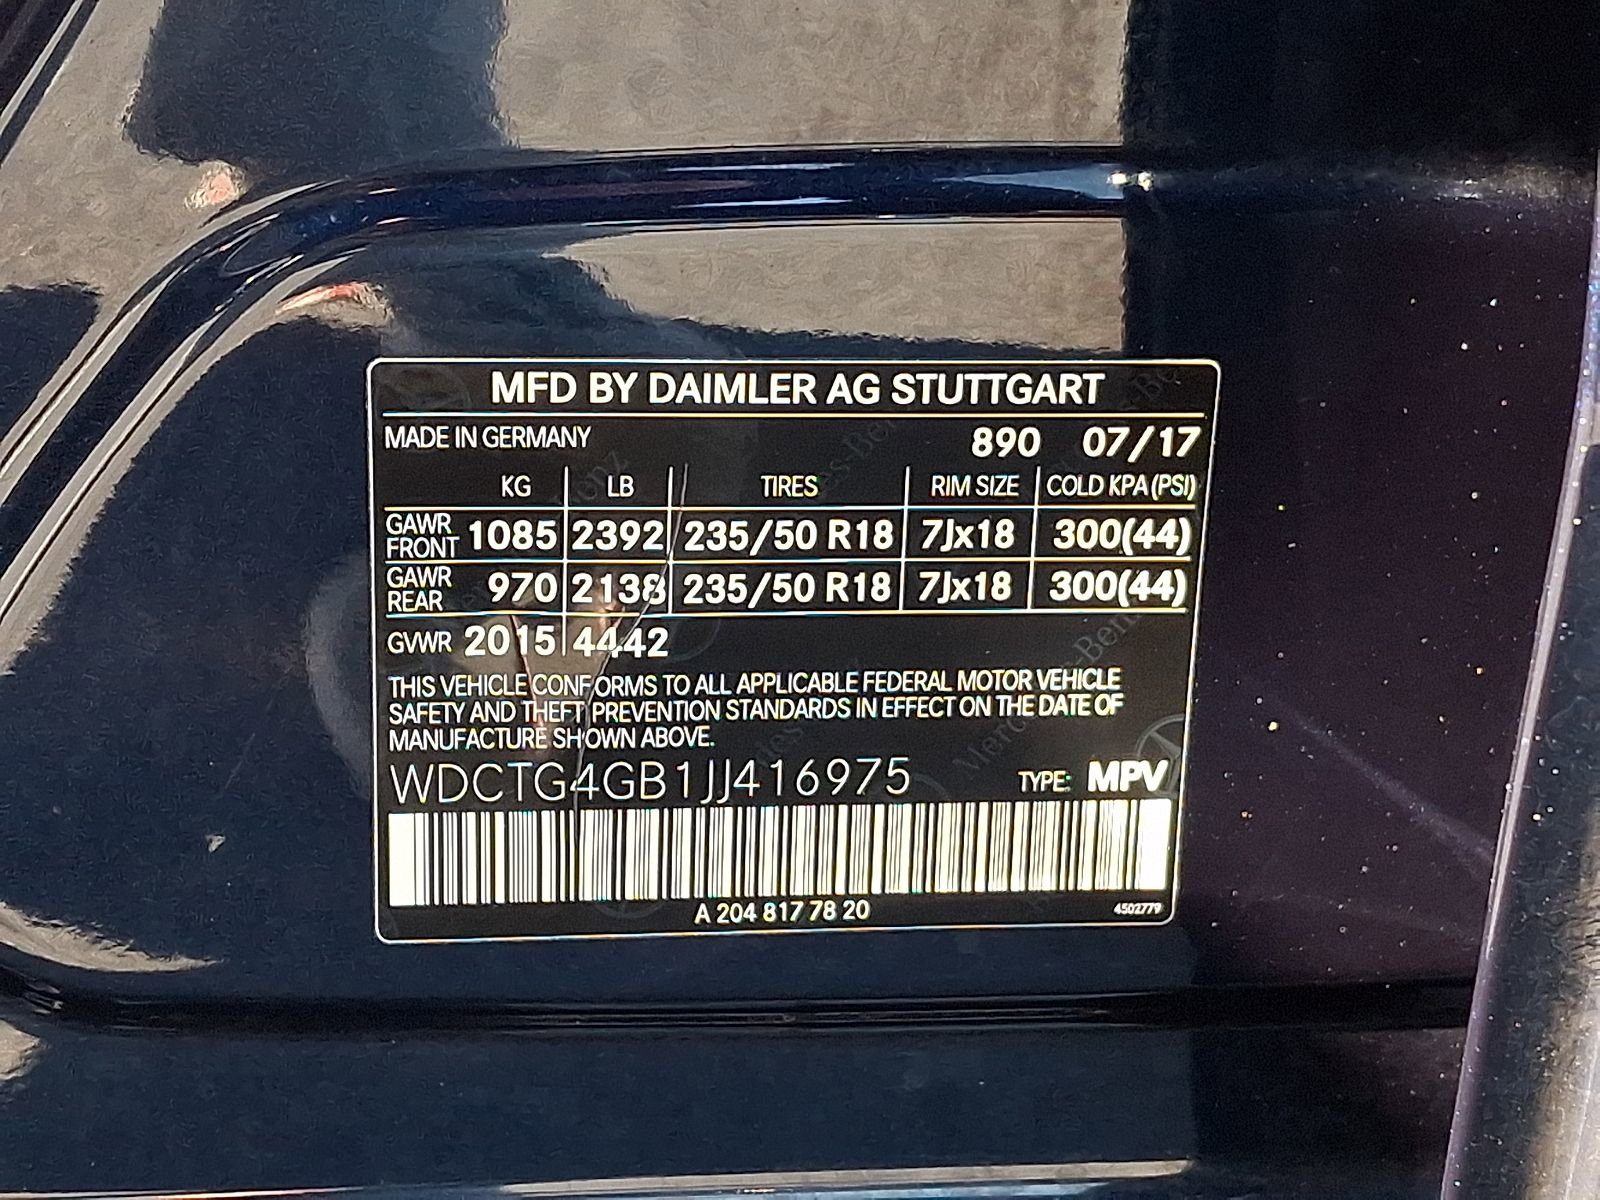 MFD BY DAIMLER AG STUTTGART
MADE IN GERMANY 890 07/17
KG LB TIRES RIM SIZE COLD KPA (PSI)
GAWR FRONT 1085 2392 235/50 R18 7Jx18 300(44)
GAWR REAR 970 2138 235/50 R18 7Jx18 300(44)
GVWR 2015 4442
THIS VEHICLE CONFORMS TO ALL APPLICABLE FEDERAL MOTOR VEHICLE
SAFETY AND THEFT PREVENTION STANDARDS IN EFFECT ON THE DATE OF
MANUFACTURE SHOWN ABOVE.
WDCTG4GB1JJ416975 TYPE: MPV
A 204 817 78 20 4502779